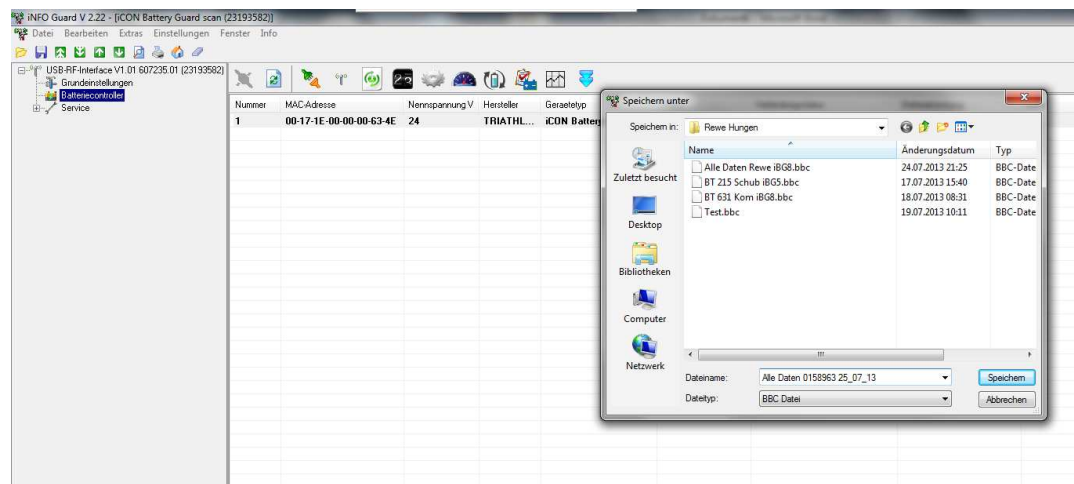 iNFO Guard V 2.22 - [iCON Battery Guard scan (23193582)]
Datei Bearbeiten Extras Einstellungen Fenster Info
USB-RF-Interface V1.01 607235.01 (23193582)
Grundeinstellungen
Batteriecontroller
Service
Nummer MAC-Adresse Nennspannung V Hersteller Geraetetyp
1 00-17-1E-00-00-00-63-4E 24 TRIATHL... iCON Battery
Speichern unter
Speichern in: Rewe Hungen
Name Änderungsdatum Typ
Alle Daten Rewe iBG8.bbc 24.07.2013 21:25 BBC-Date
BT 215 Schub iBG5.bbc 17.07.2013 15:40 BBC-Date
BT 631 Kom iBG8.bbc 18.07.2013 08:31 BBC-Date
Test.bbc 19.07.2013 10:11 BBC-Date
Zuletzt besucht
Desktop
Bibliotheken
Computer
Netzwerk
Dateiname: Alle Daten 0158963 25_07_13 Speichern
Dateityp: BBC Datei Abbrechen